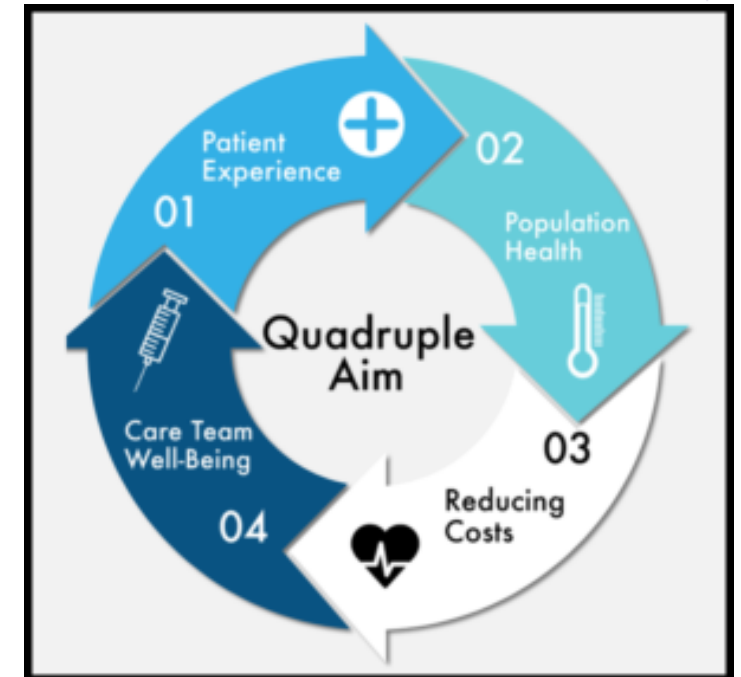 01
Patient
Experience
02
Population
Health
Quadruple
Aim
03
Reducing
Costs
04
Care Team
Well-Being